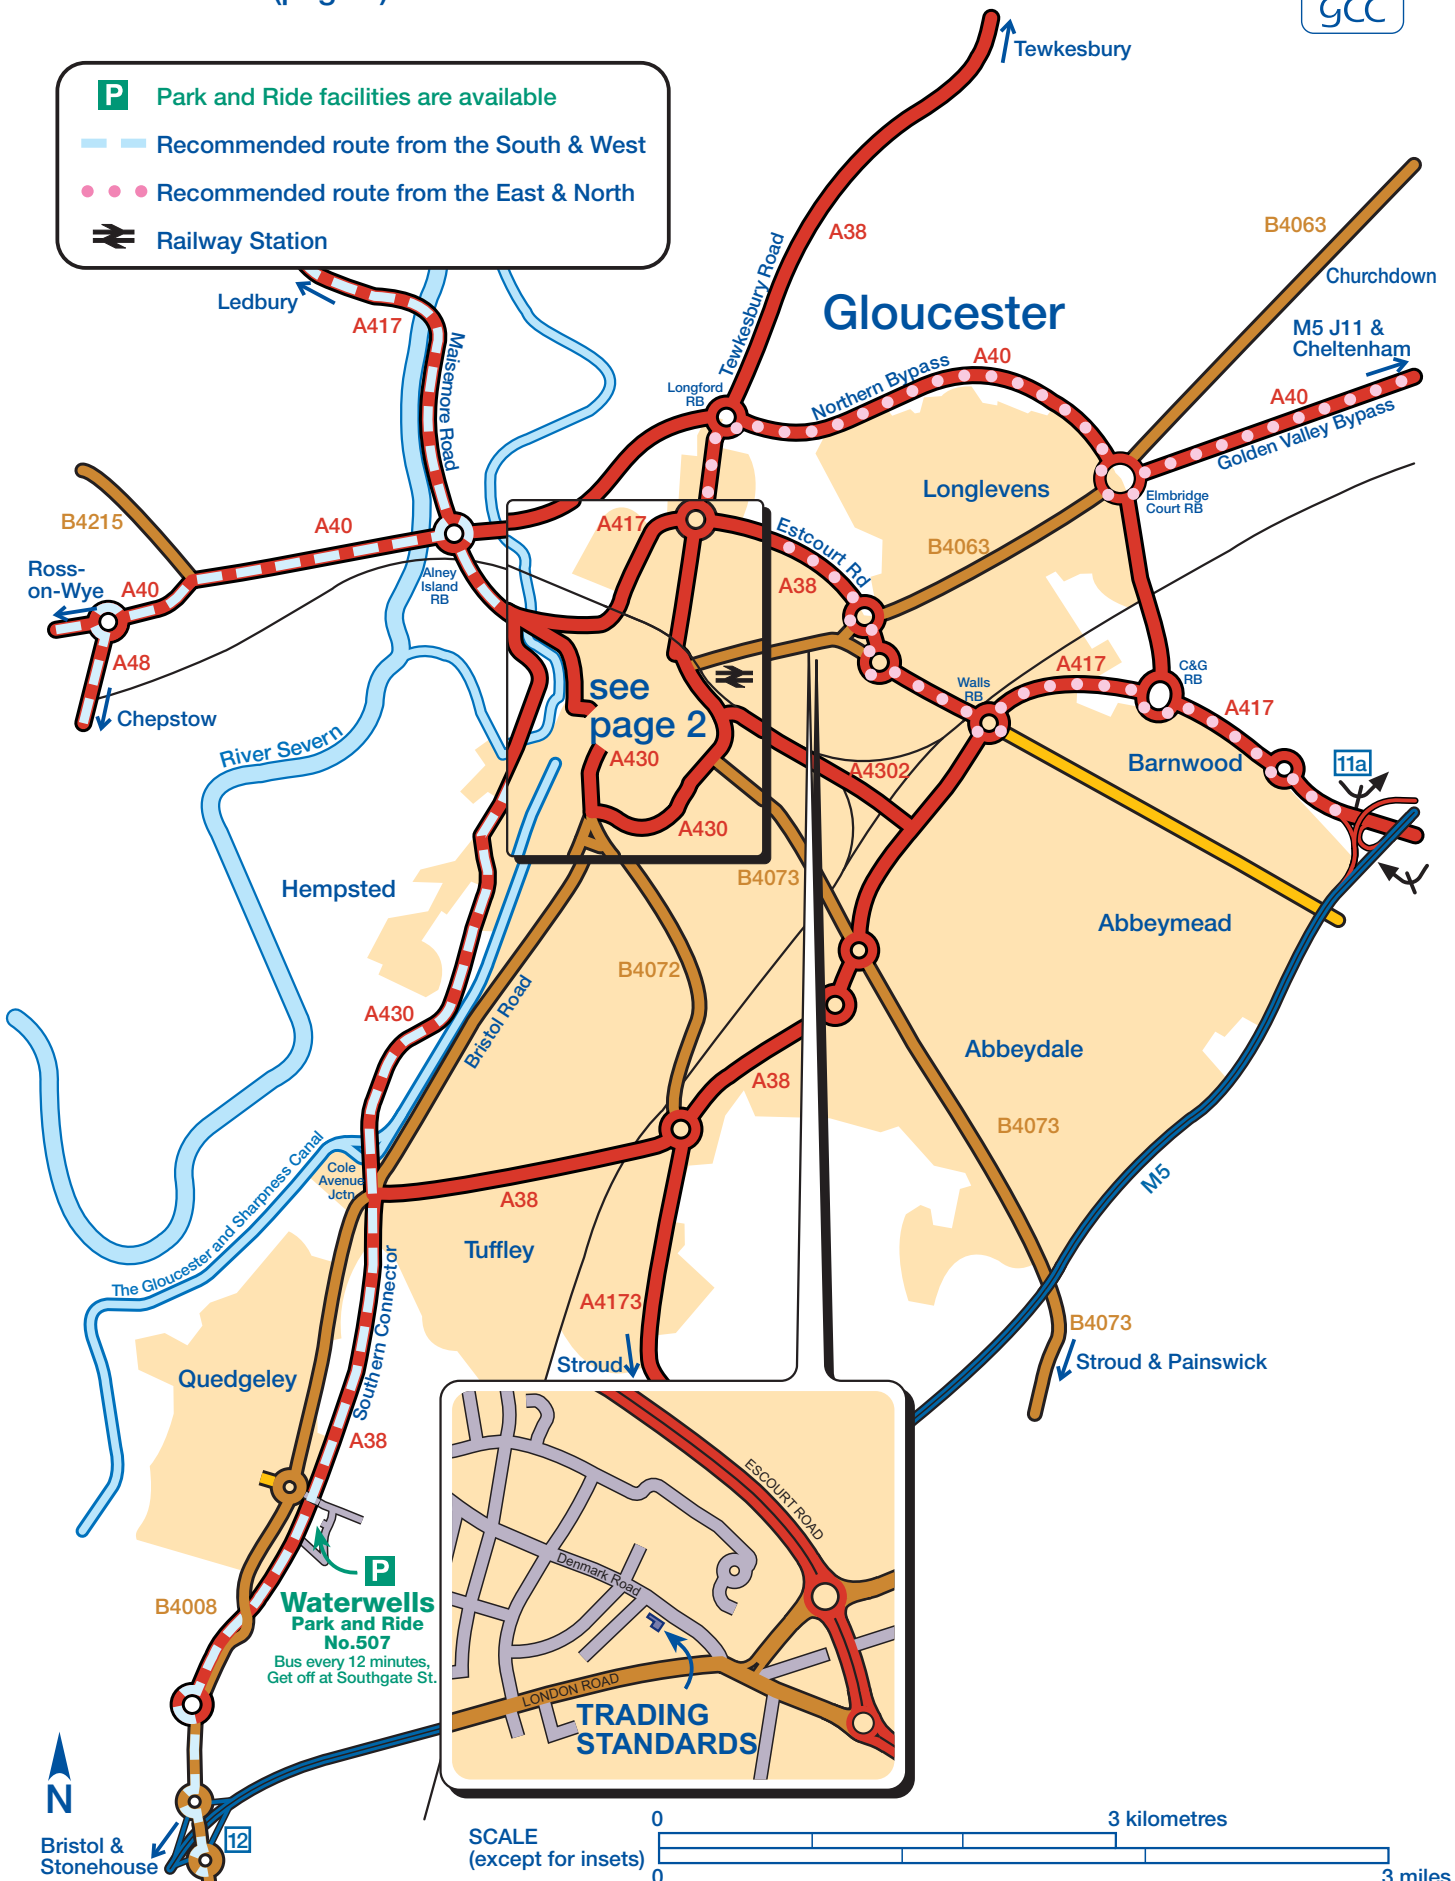 gcc
P Park and Ride facilities are available
Recommended route from the South & West
Recommended route from the East & North
Railway Station
Tewkesbury
A38
Tewkesbury Road
B4063
Churchdown
Gloucester
M5 J11 &
Cheltenham
Ledbury
A417
Maisemore Road
Longford
RB
Northern Bypass
A40
A40
Golden Valley Bypass
Longlevens
Elmbridge
Court RB
B4215
A40
A417
Estcourt Rd
B4063
Ross-
on-Wye
A40
Alney
Island
RB
A38
A48
Chepstow
see
page 2
Walls
RB
A417
C&G
RB
A417
River Severn
A430
A4302
Barnwood
11a
A430
B4073
Hempsted
Abbeymead
B4072
A430
Bristol Road
Abbeydale
A38
B4073
M5
Cole
Avenue
Jctn
The Gloucester and Sharpness Canal
A38
Tuffley
Southern Connector
A4173
B4073
Stroud
Stroud & Painswick
Quedgeley
A38
ESCOURT ROAD
Denmark Road
P
Waterwells
Park and Ride
No.507
Bus every 12 minutes,
Get off at Southgate St.
B4008
LONDON ROAD
TRADING
STANDARDS
N
Bristol &
Stonehouse
12
SCALE
(except for insets)
0
3 kilometres
0
3 miles